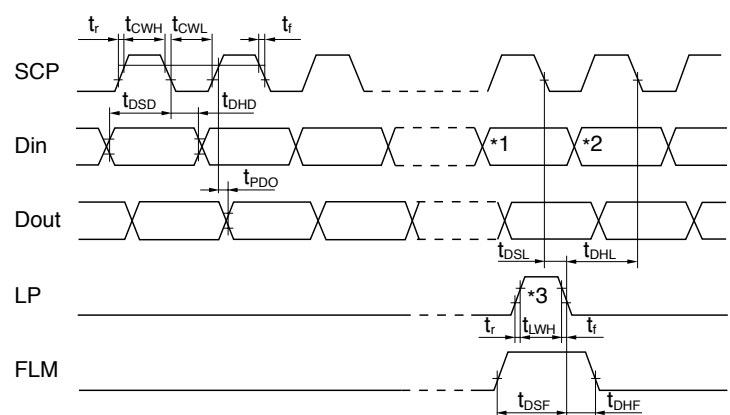 tr tCWH tCWL tf
SCP
tDSD tDHD
Din *1 *2
tPDO
Dout
tDSL tDHL
LP *3
tr tLWH tf
FLM
tDSF tDHF